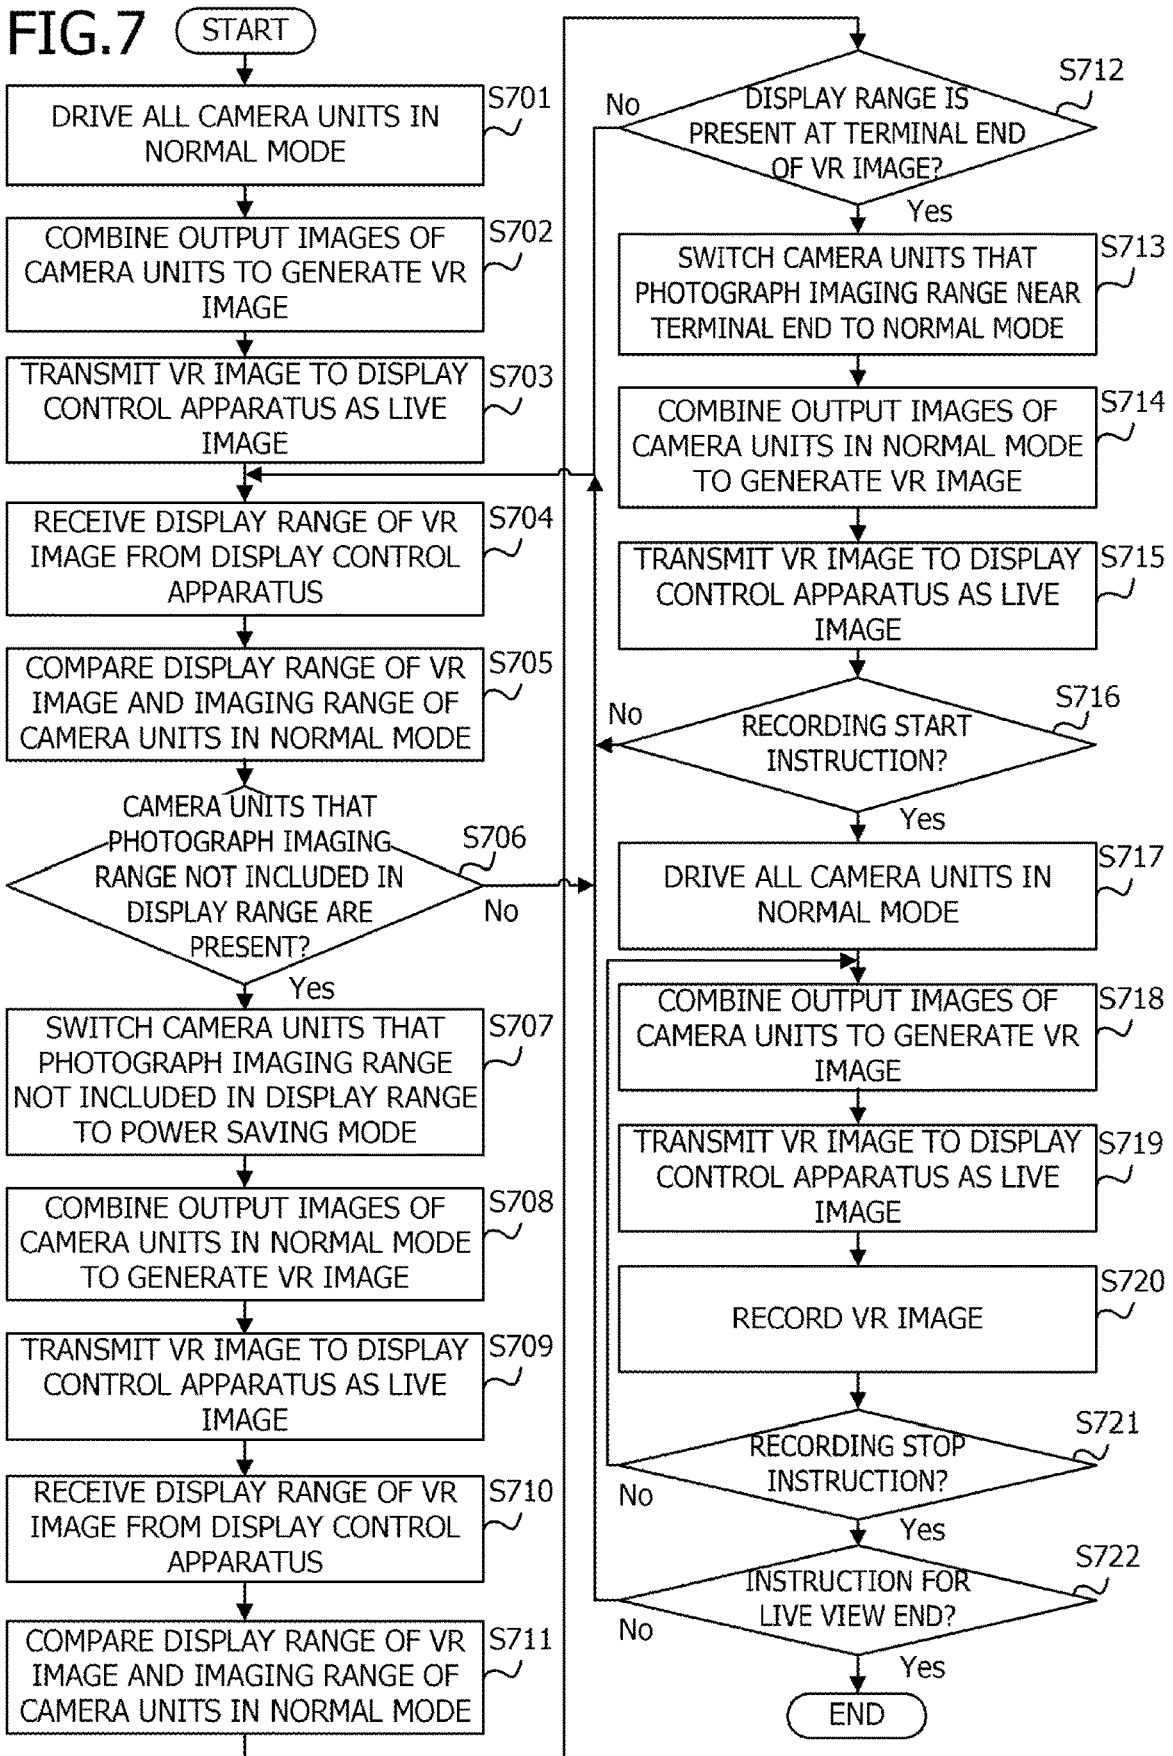 FIG.7
START
DRIVE ALL CAMERA UNITS IN
NORMAL MODE
S701
COMBINE OUTPUT IMAGES OF
CAMERA UNITS TO GENERATE VR
IMAGE
S702
TRANSMIT VR IMAGE TO DISPLAY
CONTROL APPARATUS AS LIVE
IMAGE
S703
RECEIVE DISPLAY RANGE OF VR
IMAGE FROM DISPLAY CONTROL
APPARATUS
S704
COMPARE DISPLAY RANGE OF VR
IMAGE AND IMAGING RANGE OF
CAMERA UNITS IN NORMAL MODE
S705
CAMERA UNITS THAT
PHOTOGRAPH IMAGING
RANGE NOT INCLUDED IN
DISPLAY RANGE ARE
PRESENT?
S706
No
Yes
SWITCH CAMERA UNITS THAT
PHOTOGRAPH IMAGING RANGE
NOT INCLUDED IN DISPLAY RANGE
TO POWER SAVING MODE
S707
COMBINE OUTPUT IMAGES OF
CAMERA UNITS IN NORMAL MODE
TO GENERATE VR IMAGE
S708
TRANSMIT VR IMAGE TO DISPLAY
CONTROL APPARATUS AS LIVE
IMAGE
S709
RECEIVE DISPLAY RANGE OF VR
IMAGE FROM DISPLAY CONTROL
APPARATUS
S710
COMPARE DISPLAY RANGE OF VR
IMAGE AND IMAGING RANGE OF
CAMERA UNITS IN NORMAL MODE
S711
DISPLAY RANGE IS
PRESENT AT TERMINAL END
OF VR IMAGE?
S712
No
Yes
SWITCH CAMERA UNITS THAT
PHOTOGRAPH IMAGING RANGE NEAR
TERMINAL END TO NORMAL MODE
S713
COMBINE OUTPUT IMAGES OF
CAMERA UNITS IN NORMAL MODE
TO GENERATE VR IMAGE
S714
TRANSMIT VR IMAGE TO DISPLAY
CONTROL APPARATUS AS LIVE
IMAGE
S715
RECORDING START
INSTRUCTION?
S716
No
Yes
DRIVE ALL CAMERA UNITS IN
NORMAL MODE
S717
COMBINE OUTPUT IMAGES OF
CAMERA UNITS TO GENERATE VR
IMAGE
S718
TRANSMIT VR IMAGE TO DISPLAY
CONTROL APPARATUS AS LIVE
IMAGE
S719
RECORD VR IMAGE
S720
RECORDING STOP
INSTRUCTION?
S721
No
Yes
INSTRUCTION FOR
LIVE VIEW END?
S722
No
Yes
END